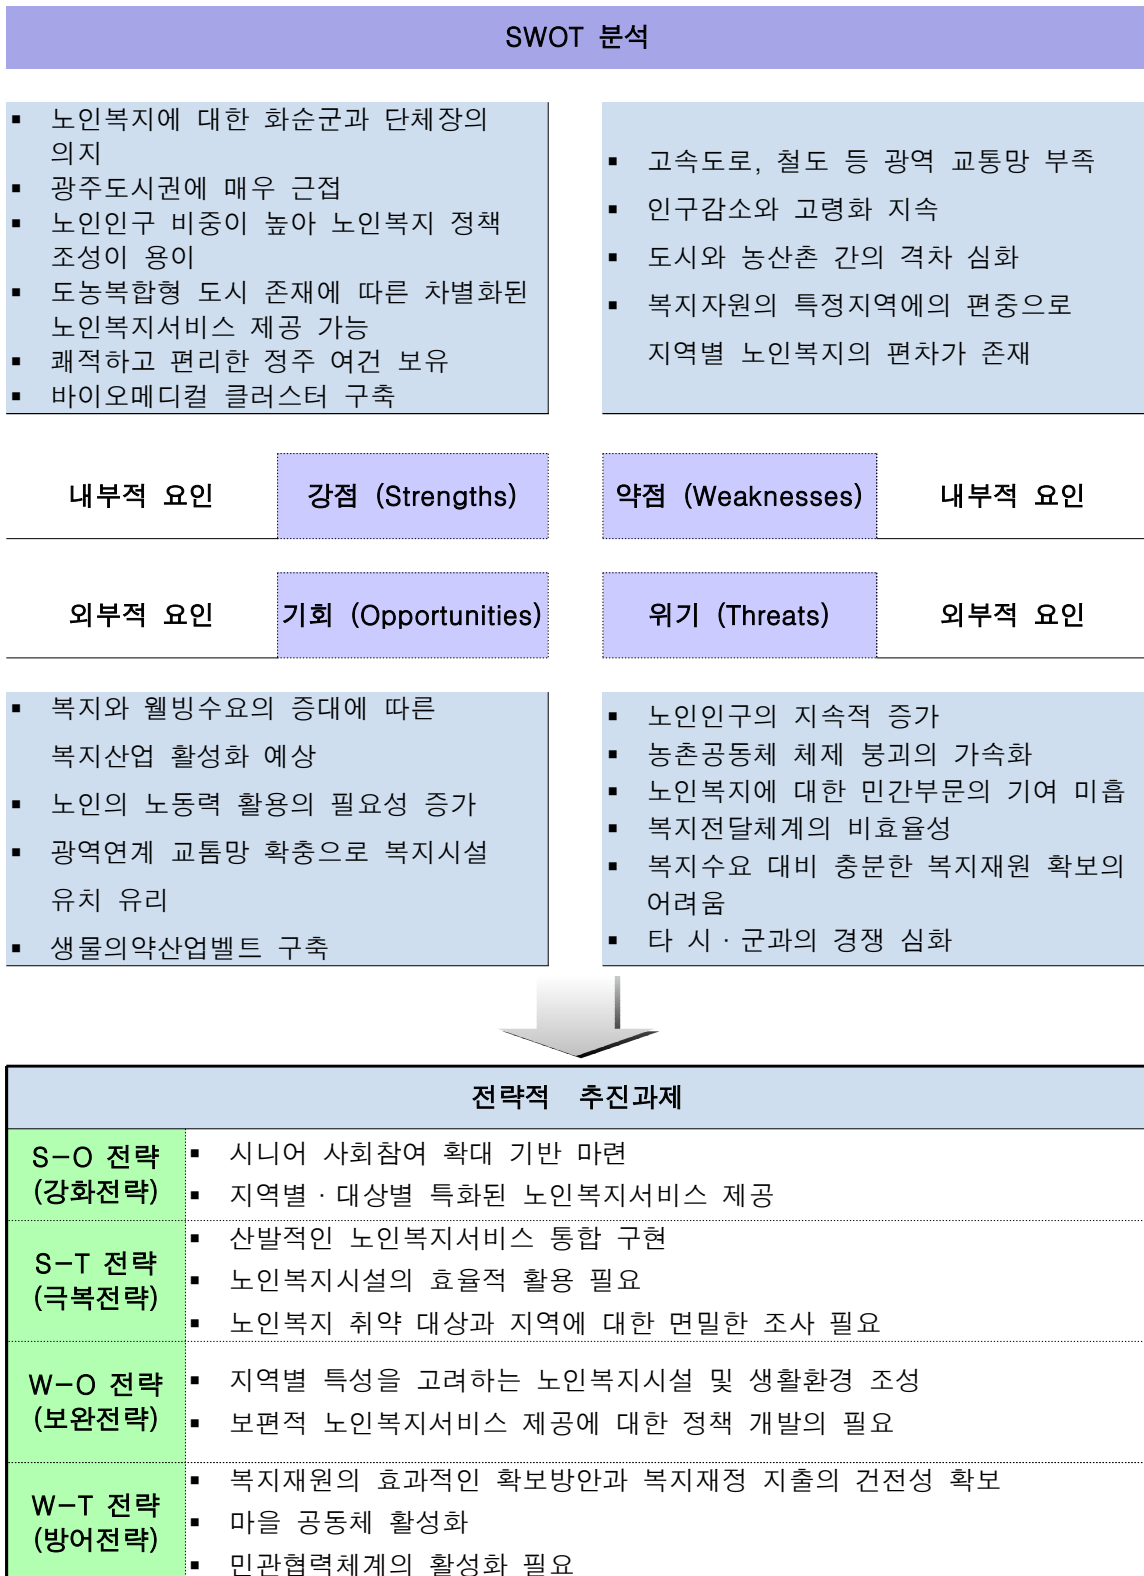 SWOT 분석
▪ 노인복지에 대한 화순군과 단체장의
의지
▪ 광주도시권에 매우 근접
▪ 노인인구 비중이 높아 노인복지 정책
조성이 용이
▪ 도농복합형 도시 존재에 따른 차별화된
노인복지서비스 제공 가능
▪ 쾌적하고 편리한 정주 여건 보유
▪ 바이오메디컬 클러스터 구축
▪ 고속도로, 철도 등 광역 교통망 부족
▪ 인구감소와 고령화 지속
▪ 도시와 농산촌 간의 격차 심화
▪ 복지자원의 특정지역에의 편중으로
지역별 노인복지의 편차가 존재
내부적 요인 강점 (Strengths) 약점 (Weaknesses) 내부적 요인
외부적 요인 기회 (Opportunities) 위기 (Threats) 외부적 요인
▪ 복지와 웰빙수요의 증대에 따른
복지산업 활성화 예상
▪ 노인의 노동력 활용의 필요성 증가
▪ 광역연계 교톰망 확충으로 복지시설
유치 유리
▪ 생물의약산업벨트 구축
▪ 노인인구의 지속적 증가
▪ 농촌공동체 체제 붕괴의 가속화
▪ 노인복지에 대한 민간부문의 기여 미흡
▪ 복지전달체계의 비효율성
▪ 복지수요 대비 충분한 복지재원 확보의
어려움
▪ 타 시·군과의 경쟁 심화
전략적 추진과제
S-O 전략
(강화전략)
▪ 시니어 사회참여 확대 기반 마련
▪ 지역별·대상별 특화된 노인복지서비스 제공
S-T 전략
(극복전략)
▪ 산발적인 노인복지서비스 통합 구현
▪ 노인복지시설의 효율적 활용 필요
▪ 노인복지 취약 대상과 지역에 대한 면밀한 조사 필요
W-O 전략
(보완전략)
▪ 지역별 특성을 고려하는 노인복지시설 및 생활환경 조성
▪ 보편적 노인복지서비스 제공에 대한 정책 개발의 필요
W-T 전략
(방어전략)
▪ 복지재원의 효과적인 확보방안과 복지재정 지출의 건전성 확보
▪ 마을 공동체 활성화
▪ 민관협력체계의 활성화 필요